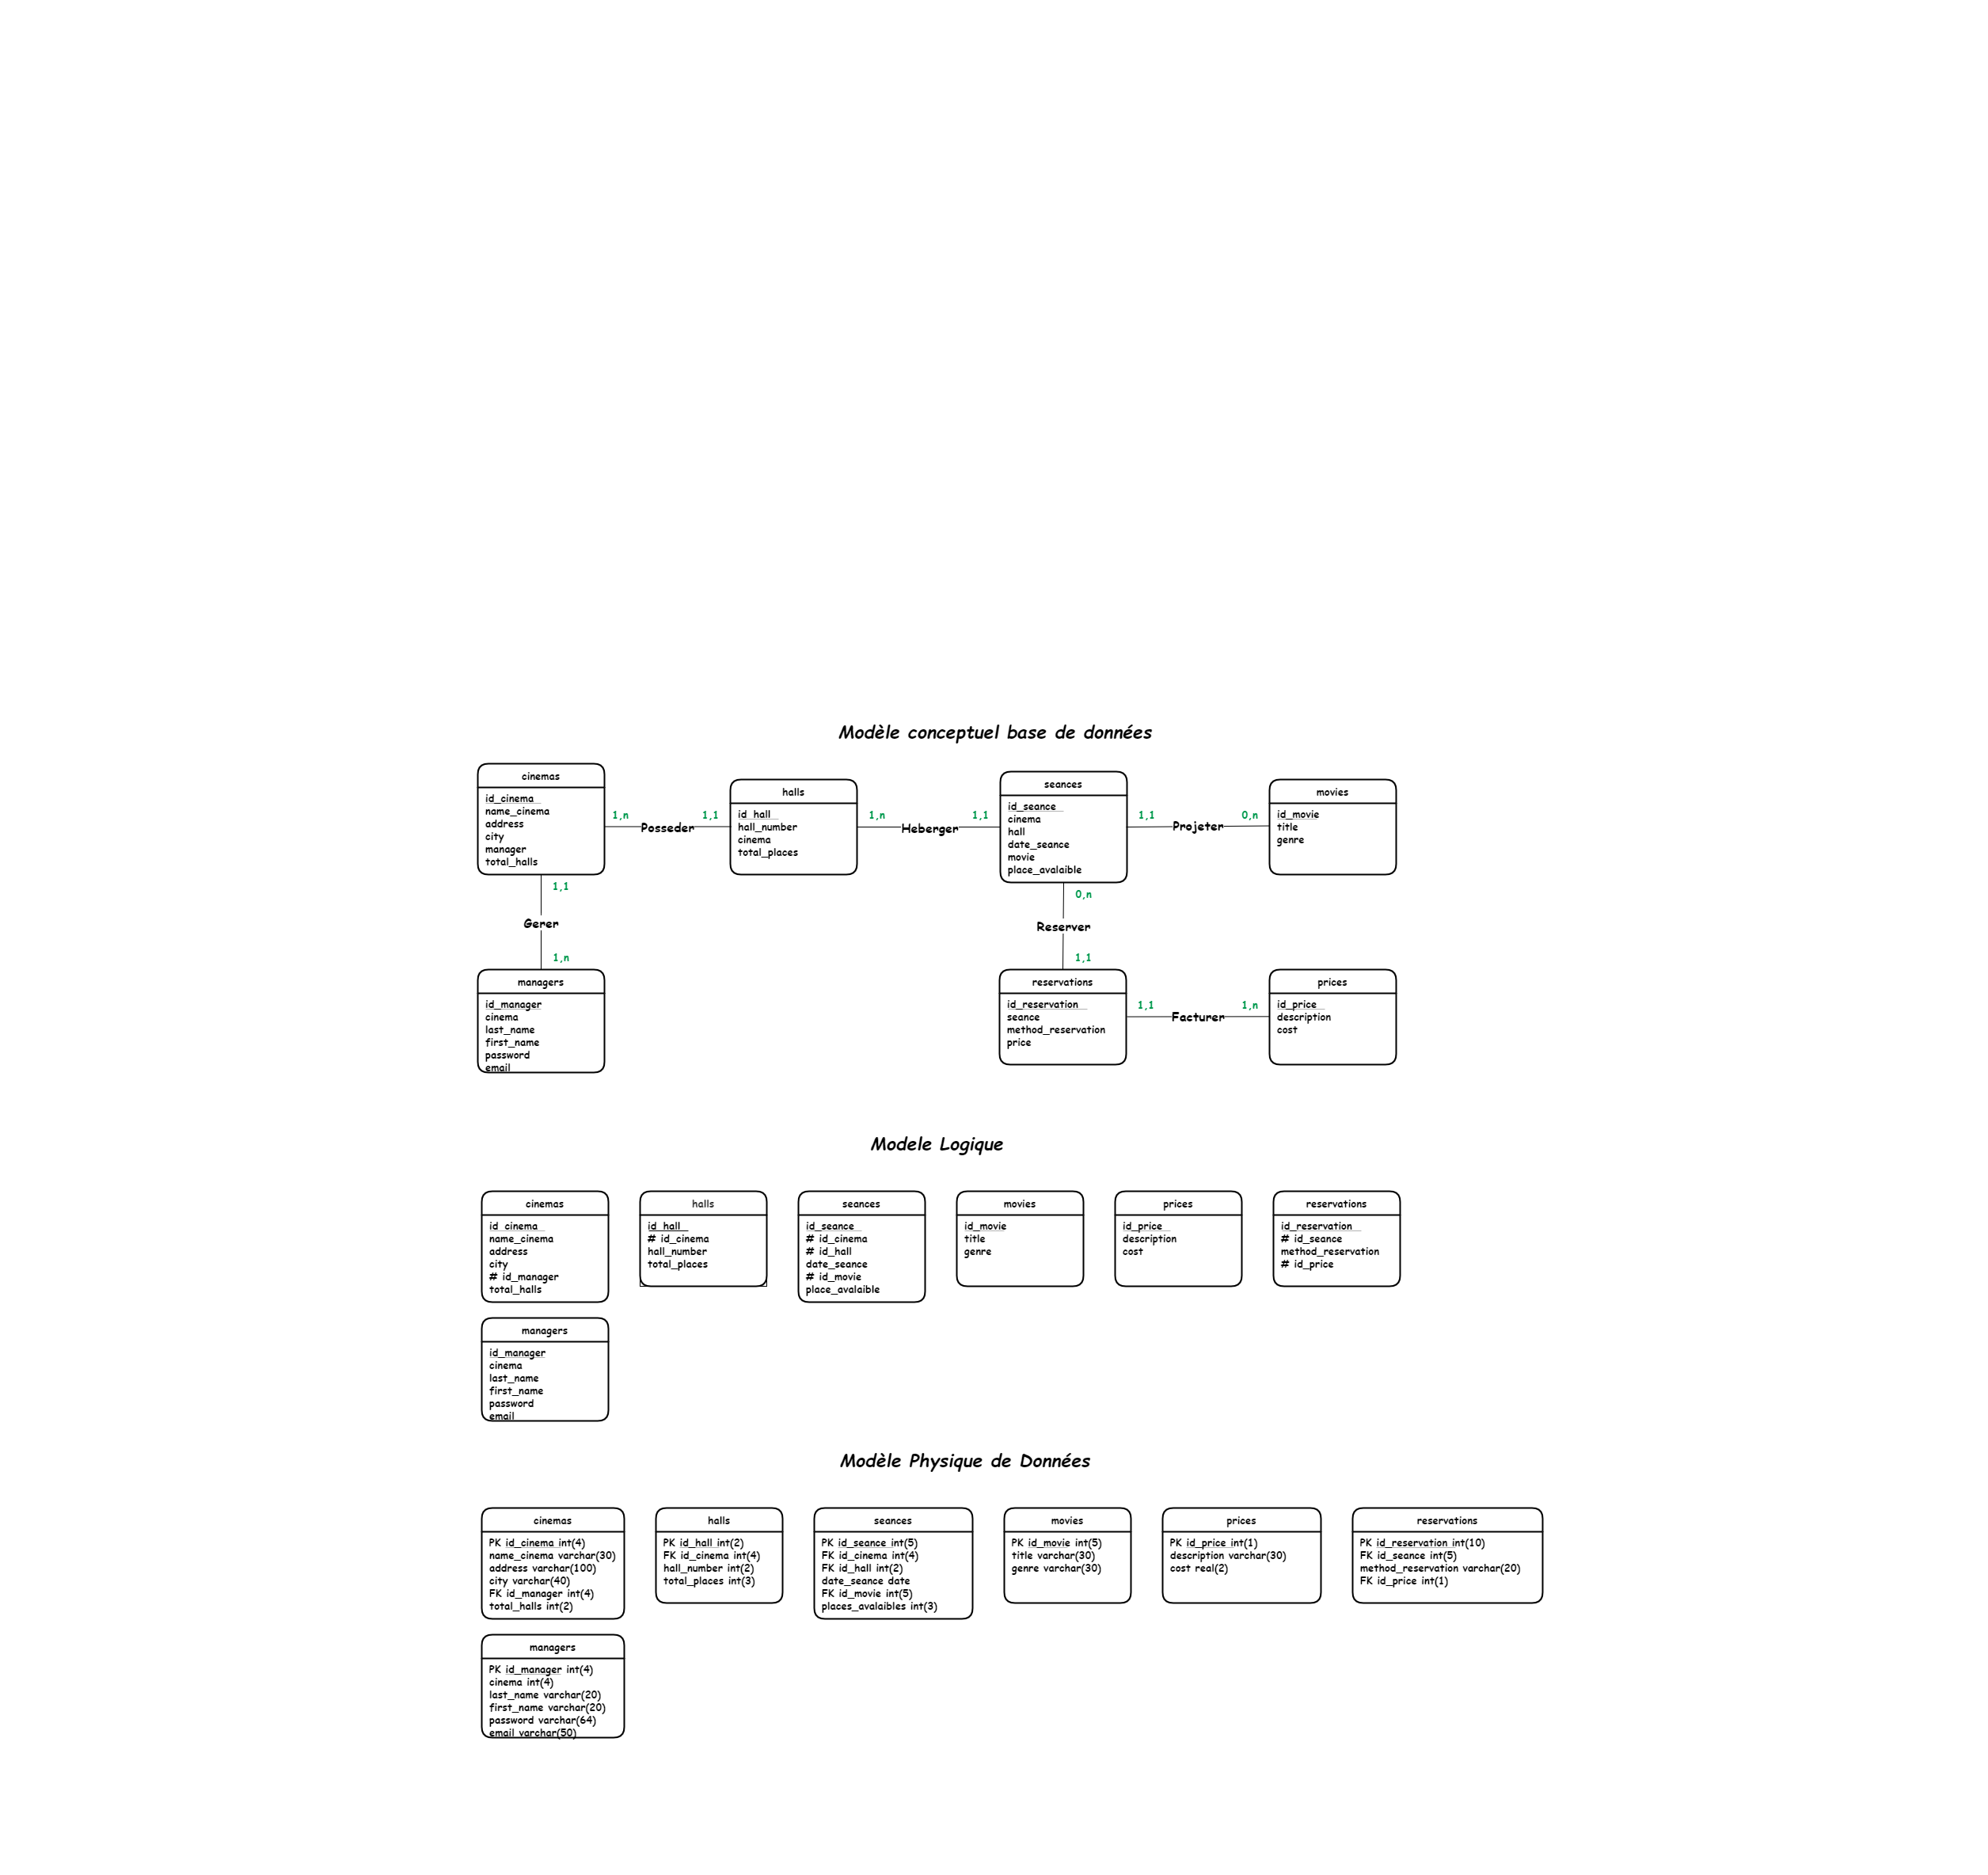 Modèle conceptuel base de données
cinemas
id_cinema
name_cinema
address
city
manager
total_halls
1,n
Posseder
1,1
halls
id_hall
hall_number
cinema
total_places
1,n
Heberger
1,1
seances
id_seance
cinema
hall
date_seance
movie
place_avalaible
1,1
Projeter
0,n
movies
id_movie
title
genre
1,1
Gerer
1,n
0,n
Reserver
1,1
managers
id_manager
cinema
last_name
first_name
password
email
reservations
id_reservation
seance
method_reservation
price
1,1
Facturer
1,n
prices
id_price
description
cost
Modele Logique
cinemas
id_cinema
name_cinema
address
city
# id_manager
total_halls
halls
id_hall
# id_cinema
hall_number
total_places
seances
id_seance
# id_cinema
# id_hall
date_seance
# id_movie
place_avalaible
movies
id_movie
title
genre
prices
id_price
description
cost
reservations
id_reservation
# id_seance
method_reservation
# id_price
managers
id_manager
cinema
last_name
first_name
password
email
Modèle Physique de Données
cinemas
PK id_cinema int(4)
name_cinema varchar(30)
address varchar(100)
city varchar(40)
FK id_manager int(4)
total_halls int(2)
halls
PK id_hall int(2)
FK id_cinema int(4)
hall_number int(2)
total_places int(3)
seances
PK id_seance int(5)
FK id_cinema int(4)
FK id_hall int(2)
date_seance date
FK id_movie int(5)
places_avalaibles int(3)
movies
PK id_movie int(5)
title varchar(30)
genre varchar(30)
prices
PK id_price int(1)
description varchar(30)
cost real(2)
reservations
PK id_reservation int(10)
FK id_seance int(5)
method_reservation varchar(20)
FK id_price int(1)
managers
PK id_manager int(4)
cinema int(4)
last_name varchar(20)
first_name varchar(20)
password varchar(64)
email varchar(50)